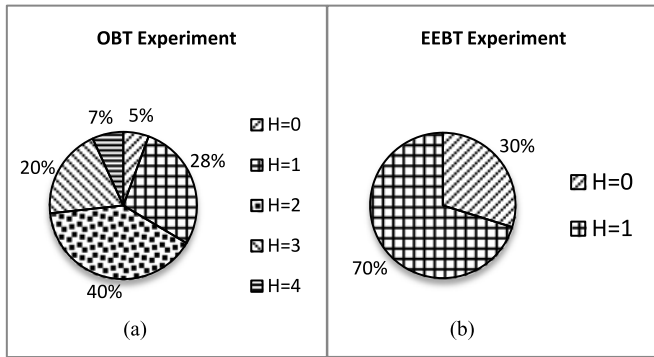 OBT Experiment
7%
5%
28%
20%
40%
H=0
H=1
H=2
H=3
H=4
(a)
EEBT Experiment
30%
70%
H=0
H=1
(b)